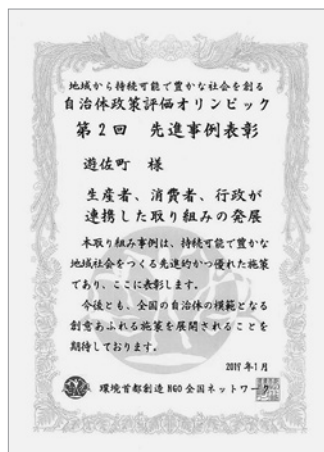 地域から持続可能で豊かな社会を創る
自治体政策評価オリンピック
第2回 先進事例表彰
遊佐町 様
生産者、消費者、行政が
連携した取り組みの発展
本取り組み事例は、持続可能で豊かな
地域社会をつくる先進的かつ優れた施策
であり、ここに表彰します。
今後とも、全国の自治体の模範となる
創意あふれる施策を展開されることを
期待しております。
2017年1月
環境首都創造NGO全国ネットワーク